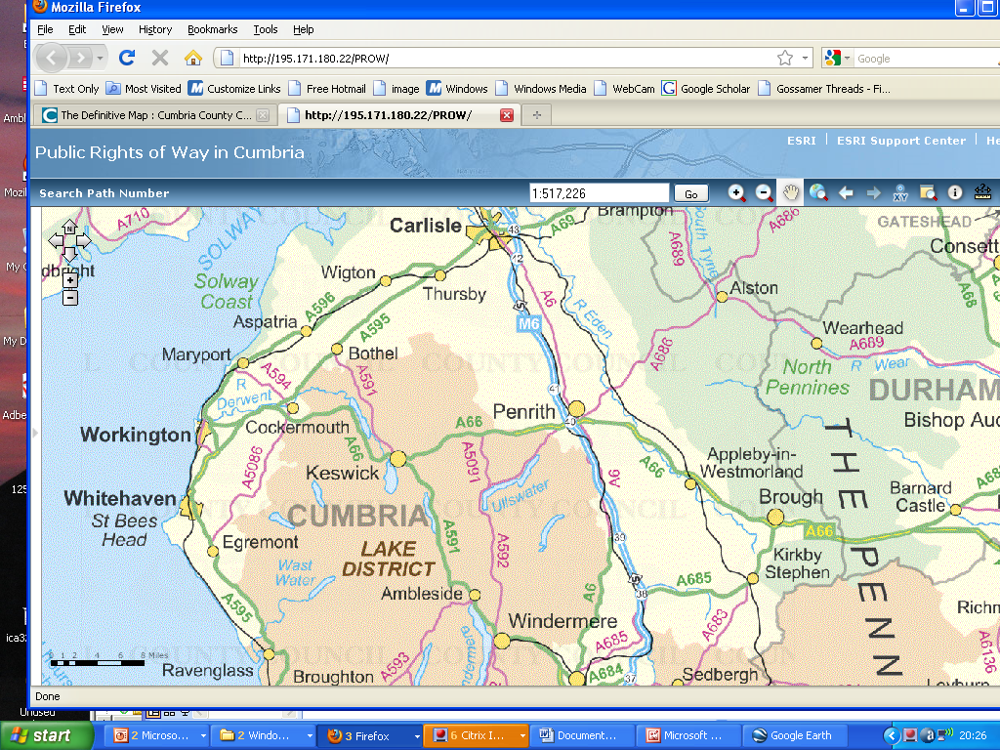 Mozilla Firefox
File Edit View History Bookmarks Tools Help
http://195.171.180.22/PROW/
Google
Text Only Most Visited Customize Links Free Hotmail image Windows Windows Media WebCam Google Scholar Gossamer Threads - Fi...
The Definitive Map : Cumbria County C... http://195.171.180.22/PROW/
ESRI ESRI Support Center He
Public Rights of Way in Cumbria
Search Path Number 1:517,226 Go
XY
A710
SOLWAY
Carlisle
43
A69
Brampton
A686
GATESHEAD
A689
South Tyne
Consett
N
dbright
42
Wigton
Solway
Coast
Thursby
A6
R Eden
Alston
A68
A596
Aspatria
A595
M6
Wearhead
A689
Maryport
Bothel
A686
A594
A591
COUNTY COUNCIL
North
Pennines
R Wear
R
Derwent
41
DURHAM
Penrith
40
Workington
Cockermouth
A66
A66
Bishop Auc
THE
A5086
A5091
A66
Keswick
A6
Appleby-in-
Westmorland
Ullswater
Barnard
Castle
A68
Whitehaven
St Bees
Head
CUMBRIA
Brough
A66
LAKE
DISTRICT
A591
A592
39
Egremont
Wast
Water
Kirkby
Stephen
PENN
Ambleside
A6
38
A685
A595
Windermere
A683
Richm
A685
A6136
0 1 2 4 6 8 Miles
Ravenglass
Broughton
A593
A684
37
Sedbergh
Leyburn
Done
Unused
start 2 Microso... 2 Windo... 3 Firefox 6 Citrix I... Document... Microsoft ... Google Earth 20:26